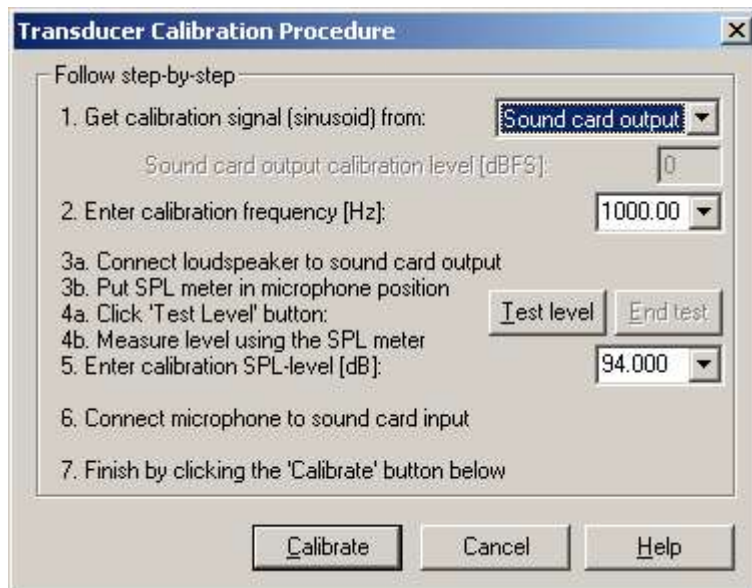 Transducer Calibration Procedure
Follow step-by-step
1. Get calibration signal (sinusoid) from: Sound card output
Sound card output calibration level [dBFS]: 0
2. Enter calibration frequency [Hz]: 1000.00
3a. Connect loudspeaker to sound card output
3b. Put SPL meter in microphone position
4a. Click 'Test Level' button: Test level End test
4b. Measure level using the SPL meter
5. Enter calibration SPL-level [dB]: 94.000
6. Connect microphone to sound card input
7. Finish by clicking the 'Calibrate' button below
Calibrate Cancel Help